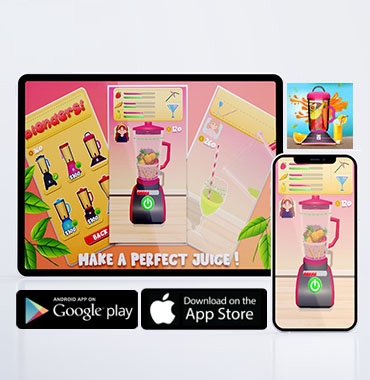 Blenders!
BACK
MAKE A PERFECT JUICE !
ANDROID APP ON
Google play
Download on the
App Store